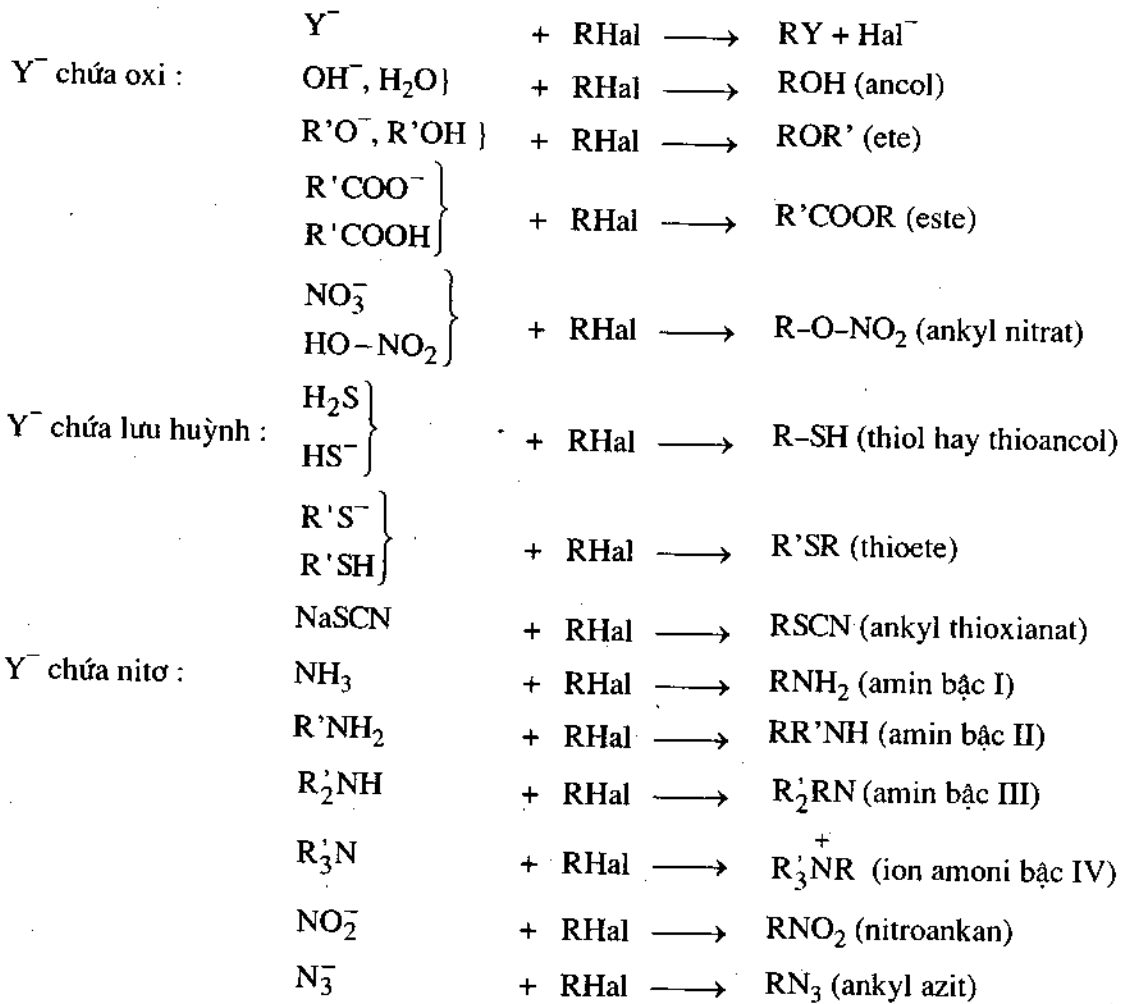 Y⁻ + RHal ⟶ RY + Hal⁻
Y⁻ chứa oxi : OH⁻, H₂O} + RHal ⟶ ROH (ancol)
R’O⁻, R’OH } + RHal ⟶ ROR’ (ete)
R'COO⁻
R'COOH} + RHal ⟶ R’COOR (este)
NO₃⁻
HO–NO₂} + RHal ⟶ R–O–NO₂ (ankyl nitrat)
Y⁻ chứa lưu huỳnh : H₂S
HS⁻} + RHal ⟶ R–SH (thiol hay thioancol)
R'S⁻
R'SH} + RHal ⟶ R’SR (thioete)
NaSCN + RHal ⟶ RSCN (ankyl thioxianat)
Y⁻ chứa nitơ : NH₃ + RHal ⟶ RNH₂ (amin bậc I)
R’NH₂ + RHal ⟶ RR’NH (amin bậc II)
R'₂NH + RHal ⟶ R'₂RN (amin bậc III)
R'₃N + RHal ⟶ R'₃N⁺R (ion amoni bậc IV)
NO₂⁻ + RHal ⟶ RNO₂ (nitroankan)
N₃⁻ + RHal ⟶ RN₃ (ankyl azit)